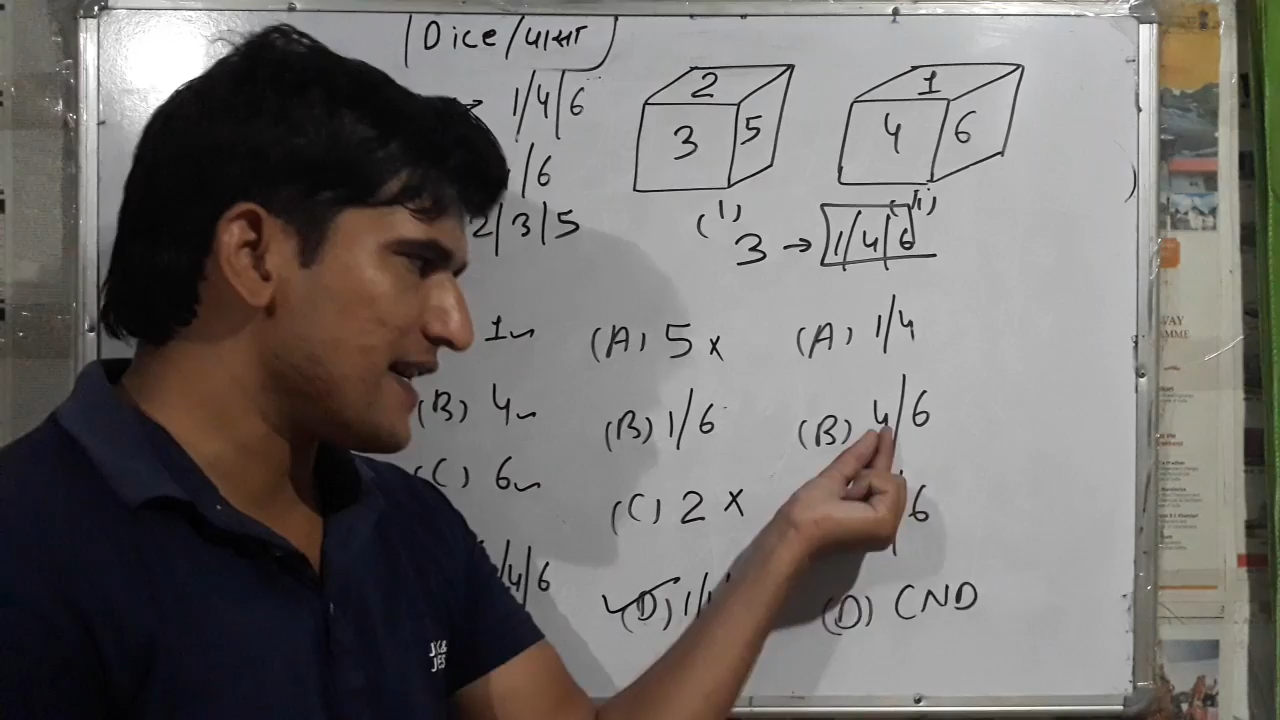 Dice/पासा
1/4/6
/6
2/3/5
2
3 5
1
4 6
(i)
(ii)
3 → 1/4/6
1
(B) 4
(C) 6
/4/6
(A) 5 x
(B) 1/6
(C) 2 x
(D) 1/
(A) 1/4
(B) 4/6
6
(D) CND